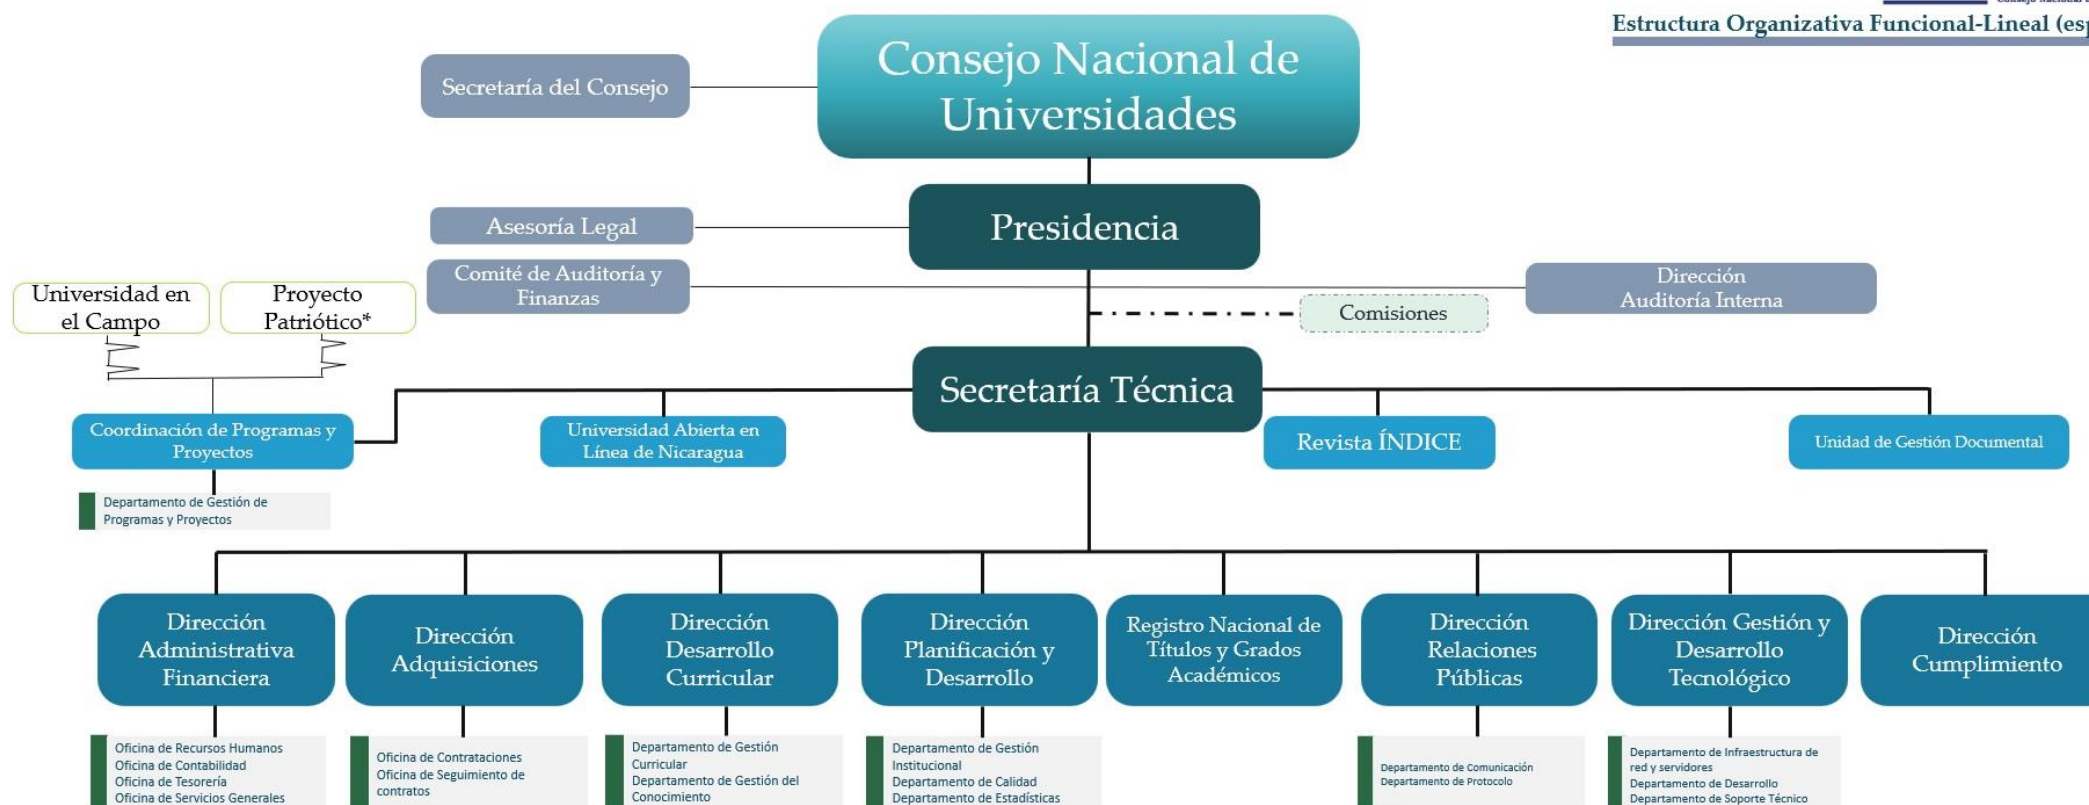 Consejo Nacional d
Estructura Organizativa Funcional-Lineal (esp
Consejo Nacional de
Universidades
Secretaría del Consejo
Presidencia
Asesoría Legal
Comité de Auditoría y
Finanzas
Dirección
Auditoría Interna
Comisiones
Universidad en
el Campo
Proyecto
Patriótico*
Secretaría Técnica
Coordinación de Programas y
Proyectos
Universidad Abierta en
Línea de Nicaragua
Revista ÍNDICE
Unidad de Gestión Documental
Departamento de Gestión de
Programas y Proyectos
Dirección
Administrativa
Financiera
Dirección
Adquisiciones
Dirección
Desarrollo
Curricular
Dirección
Planificación y
Desarrollo
Registro Nacional de
Títulos y Grados
Académicos
Dirección
Relaciones
Públicas
Dirección Gestión y
Desarrollo
Tecnológico
Dirección
Cumplimiento
Oficina de Recursos Humanos
Oficina de Contabilidad
Oficina de Tesorería
Oficina de Servicios Generales
Oficina de Contrataciones
Oficina de Seguimiento de
contratos
Departamento de Gestión
Curricular
Departamento de Gestión del
Conocimiento
Departamento de Gestión
Institucional
Departamento de Calidad
Departamento de Estadísticas
Departamento de Comunicación
Departamento de Protocolo
Departamento de Infraestructura de
red y servidores
Departamento de Desarrollo
Departamento de Soporte Técnico